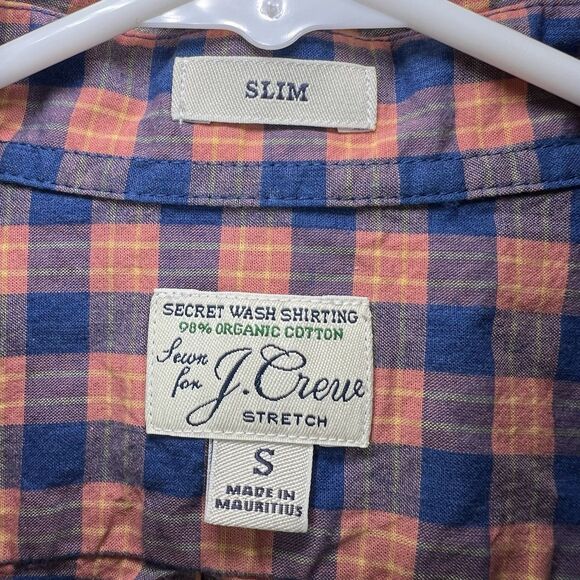 SLIM
SECRET WASH SHIRTING
98% ORGANIC COTTON
Sewn for J.Crew
STRETCH
S
MADE IN
MAURITIUS